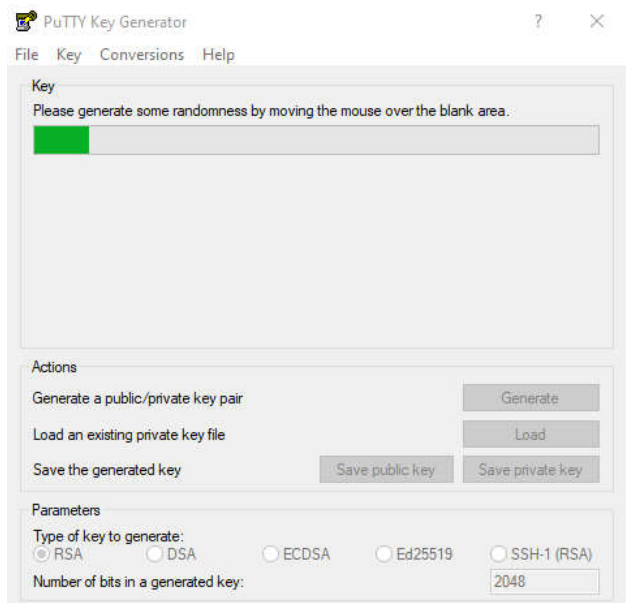 PuTTY Key Generator ? ×
File Key Conversions Help
Key
Please generate some randomness by moving the mouse over the blank area.
Actions
Generate a public/private key pair Generate
Load an existing private key file Load
Save the generated key Save public key Save private key
Parameters
Type of key to generate:
RSA DSA ECDSA Ed25519 SSH-1 (RSA)
Number of bits in a generated key: 2048